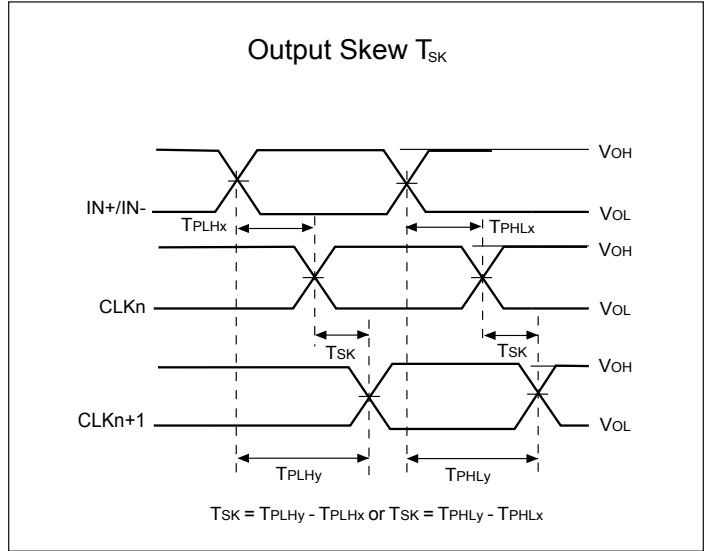 Output Skew TSK
VOH
IN+/IN-
VOL
TPLHx
TPHLx
VOH
CLKn
VOL
TSK
TSK
VOH
CLKn+1
VOL
TPLHy
TPHLy
TSK = TPLHy - TPLHx or TSK = TPHLy - TPHLx